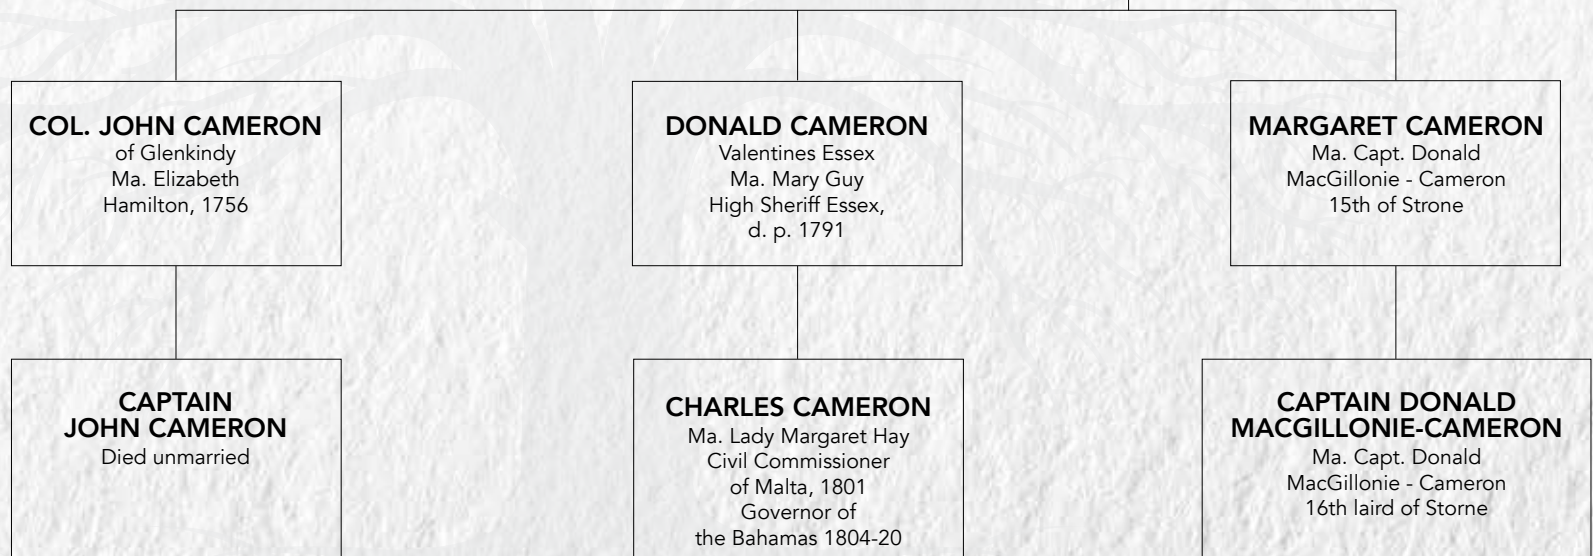 COL. JOHN CAMERON
of Glenkindy
Ma. Elizabeth
Hamilton, 1756
DONALD CAMERON
Valentines Essex
Ma. Mary Guy
High Sheriff Essex,
d. p. 1791
MARGARET CAMERON
Ma. Capt. Donald
MacGillonie - Cameron
15th of Strone
CAPTAIN
JOHN CAMERON
Died unmarried
CHARLES CAMERON
Ma. Lady Margaret Hay
Civil Commissioner
of Malta, 1801
Governor of
the Bahamas 1804-20
CAPTAIN DONALD
MACGILLONIE-CAMERON
Ma. Capt. Donald
MacGillonie - Cameron
16th laird of Storne